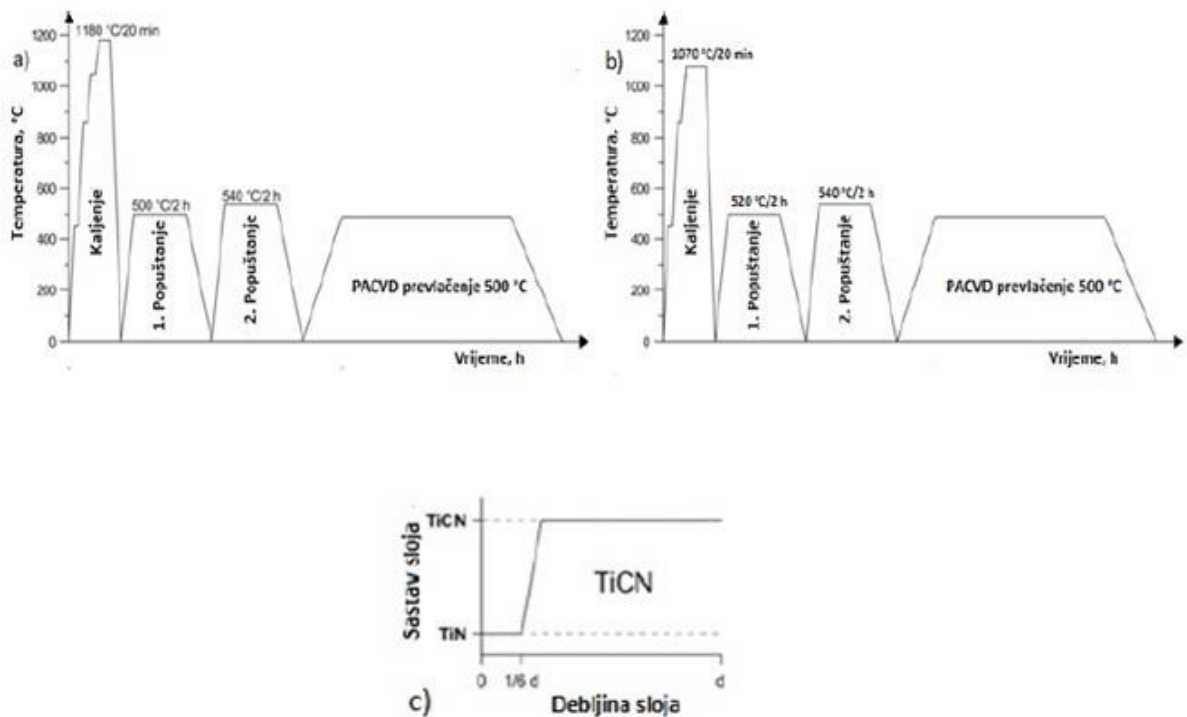 a)
Temperatura, °C
1200
1000
800
600
400
200
0
1180 °C/20 min
Kaljenje
500 °C/2 h
1. Popuštanje
540 °C/2 h
2. Popuštanje
PACVD prevlačenje 500 °C
Vrijeme, h
b)
Temperatura, °C
1200
1000
800
600
400
200
0
1070 °C/20 min
Kaljenje
520 °C/2 h
1. Popuštanje
540 °C/2 h
2. Popuštanje
PACVD prevlačenje 500 °C
Vrijeme, h
c)
Sastav sloja
TiCN
TiN
TiCN
0 1/6 d d
Debljina sloja